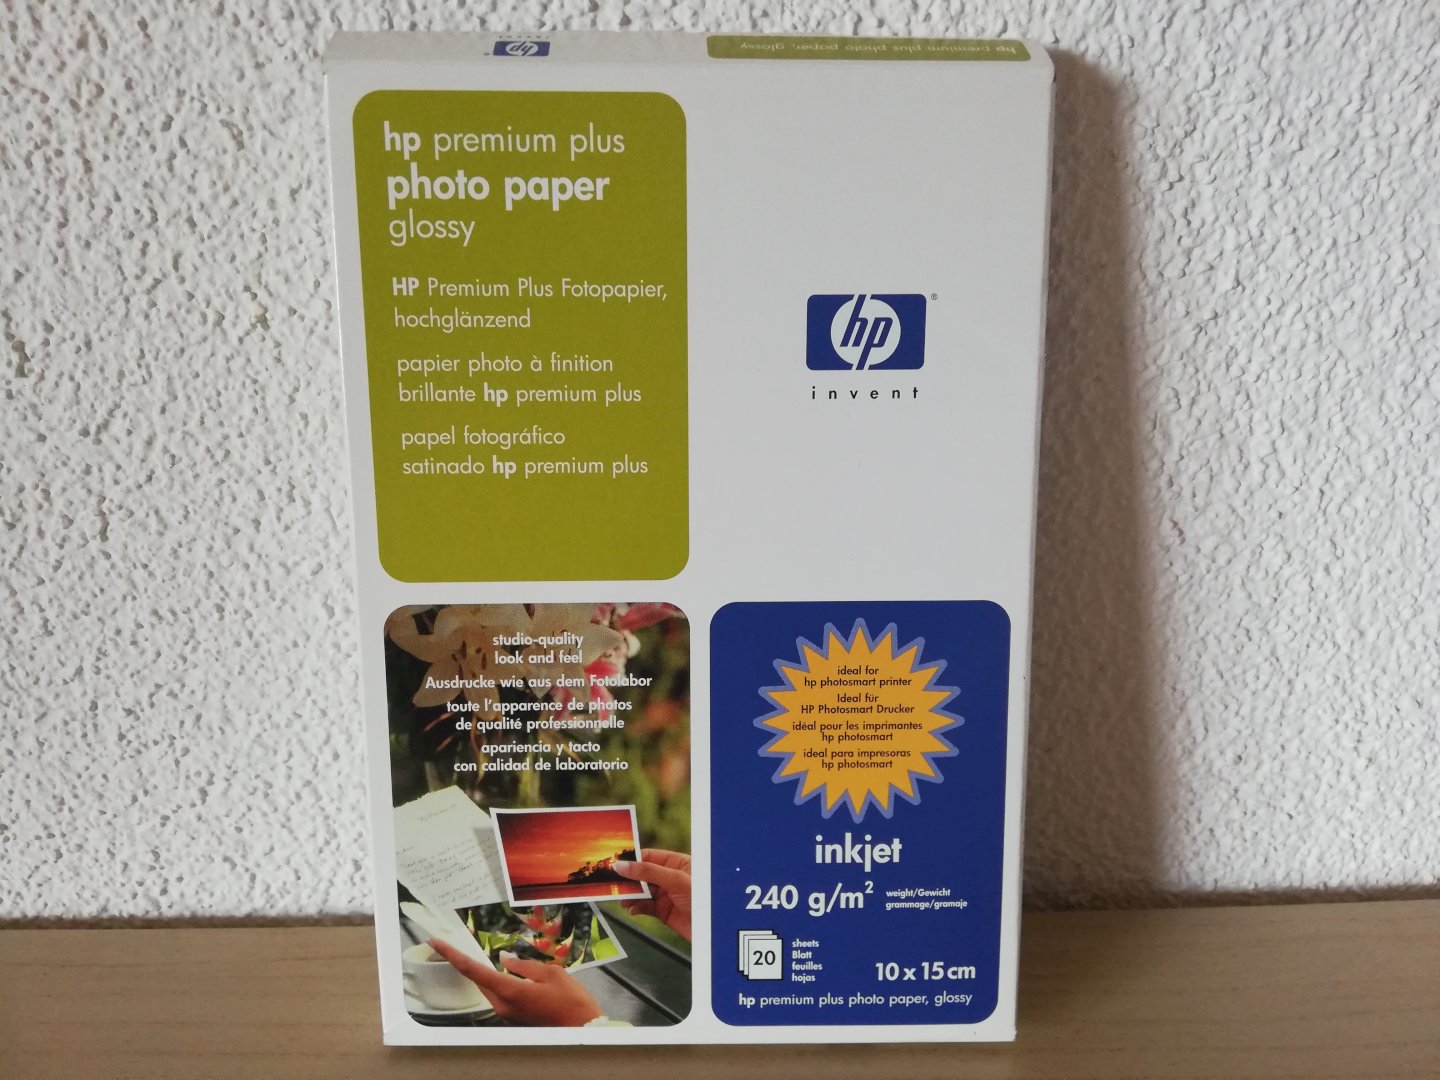 hp
invent
hp premium plus photo paper, glossy
hp premium plus
photo paper
glossy
HP Premium Plus Fotopapier,
hochglänzend
papier photo à finition
brillante hp premium plus
papel fotográfico
satinado hp premium plus
hp®
invent
studio-quality
look and feel
Ausdrucke wie aus dem Fotolabor
toute l'apparence de photos
de qualité professionnelle
apariencia y tacto
con calidad de laboratorio
ideal for
hp photosmart printer
Ideal für
HP Photosmart Drucker
idéal pour les imprimantes
hp photosmart
ideal para impresoras
hp photosmart
inkjet
240 g/m²
weight/Gewicht
grammage/gramaje
20
sheets
Blatt
feuilles
hojas
10 x 15 cm
hp premium plus photo paper, glossy